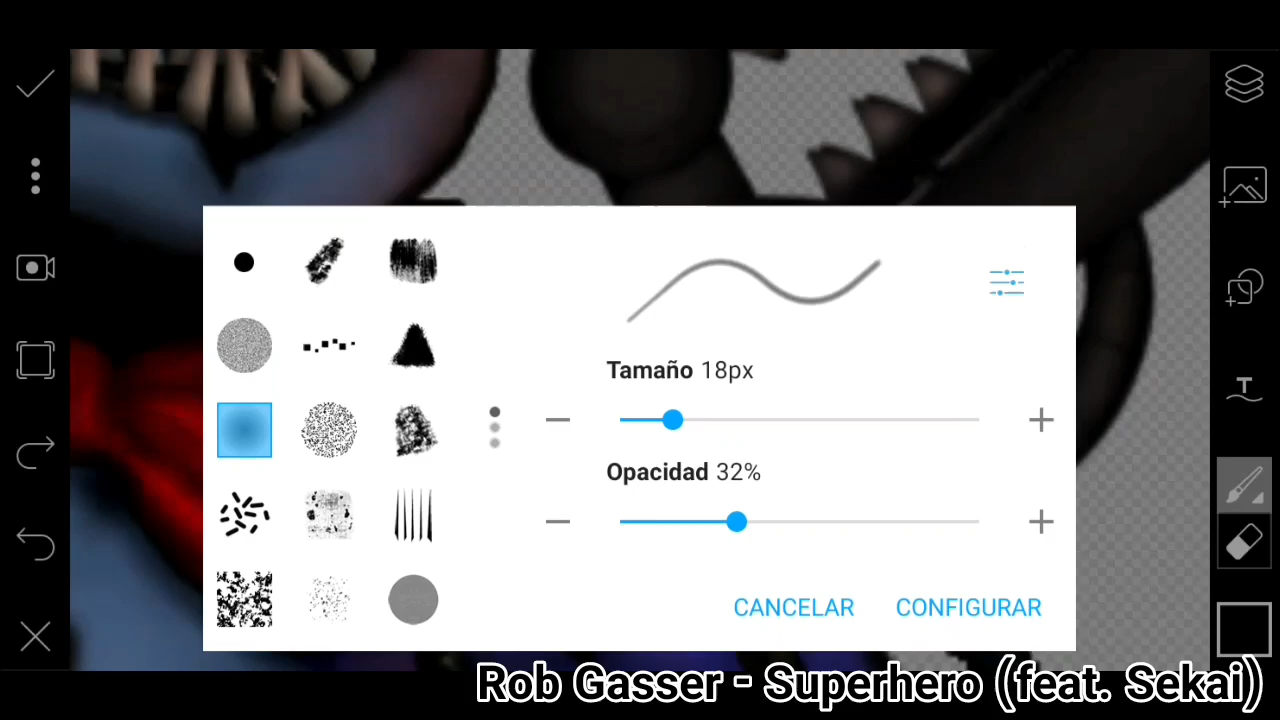 Tamaño 18px
Opacidad 32%
CANCELAR CONFIGURAR
Rob Gasser - Superhero (feat. Sekai)